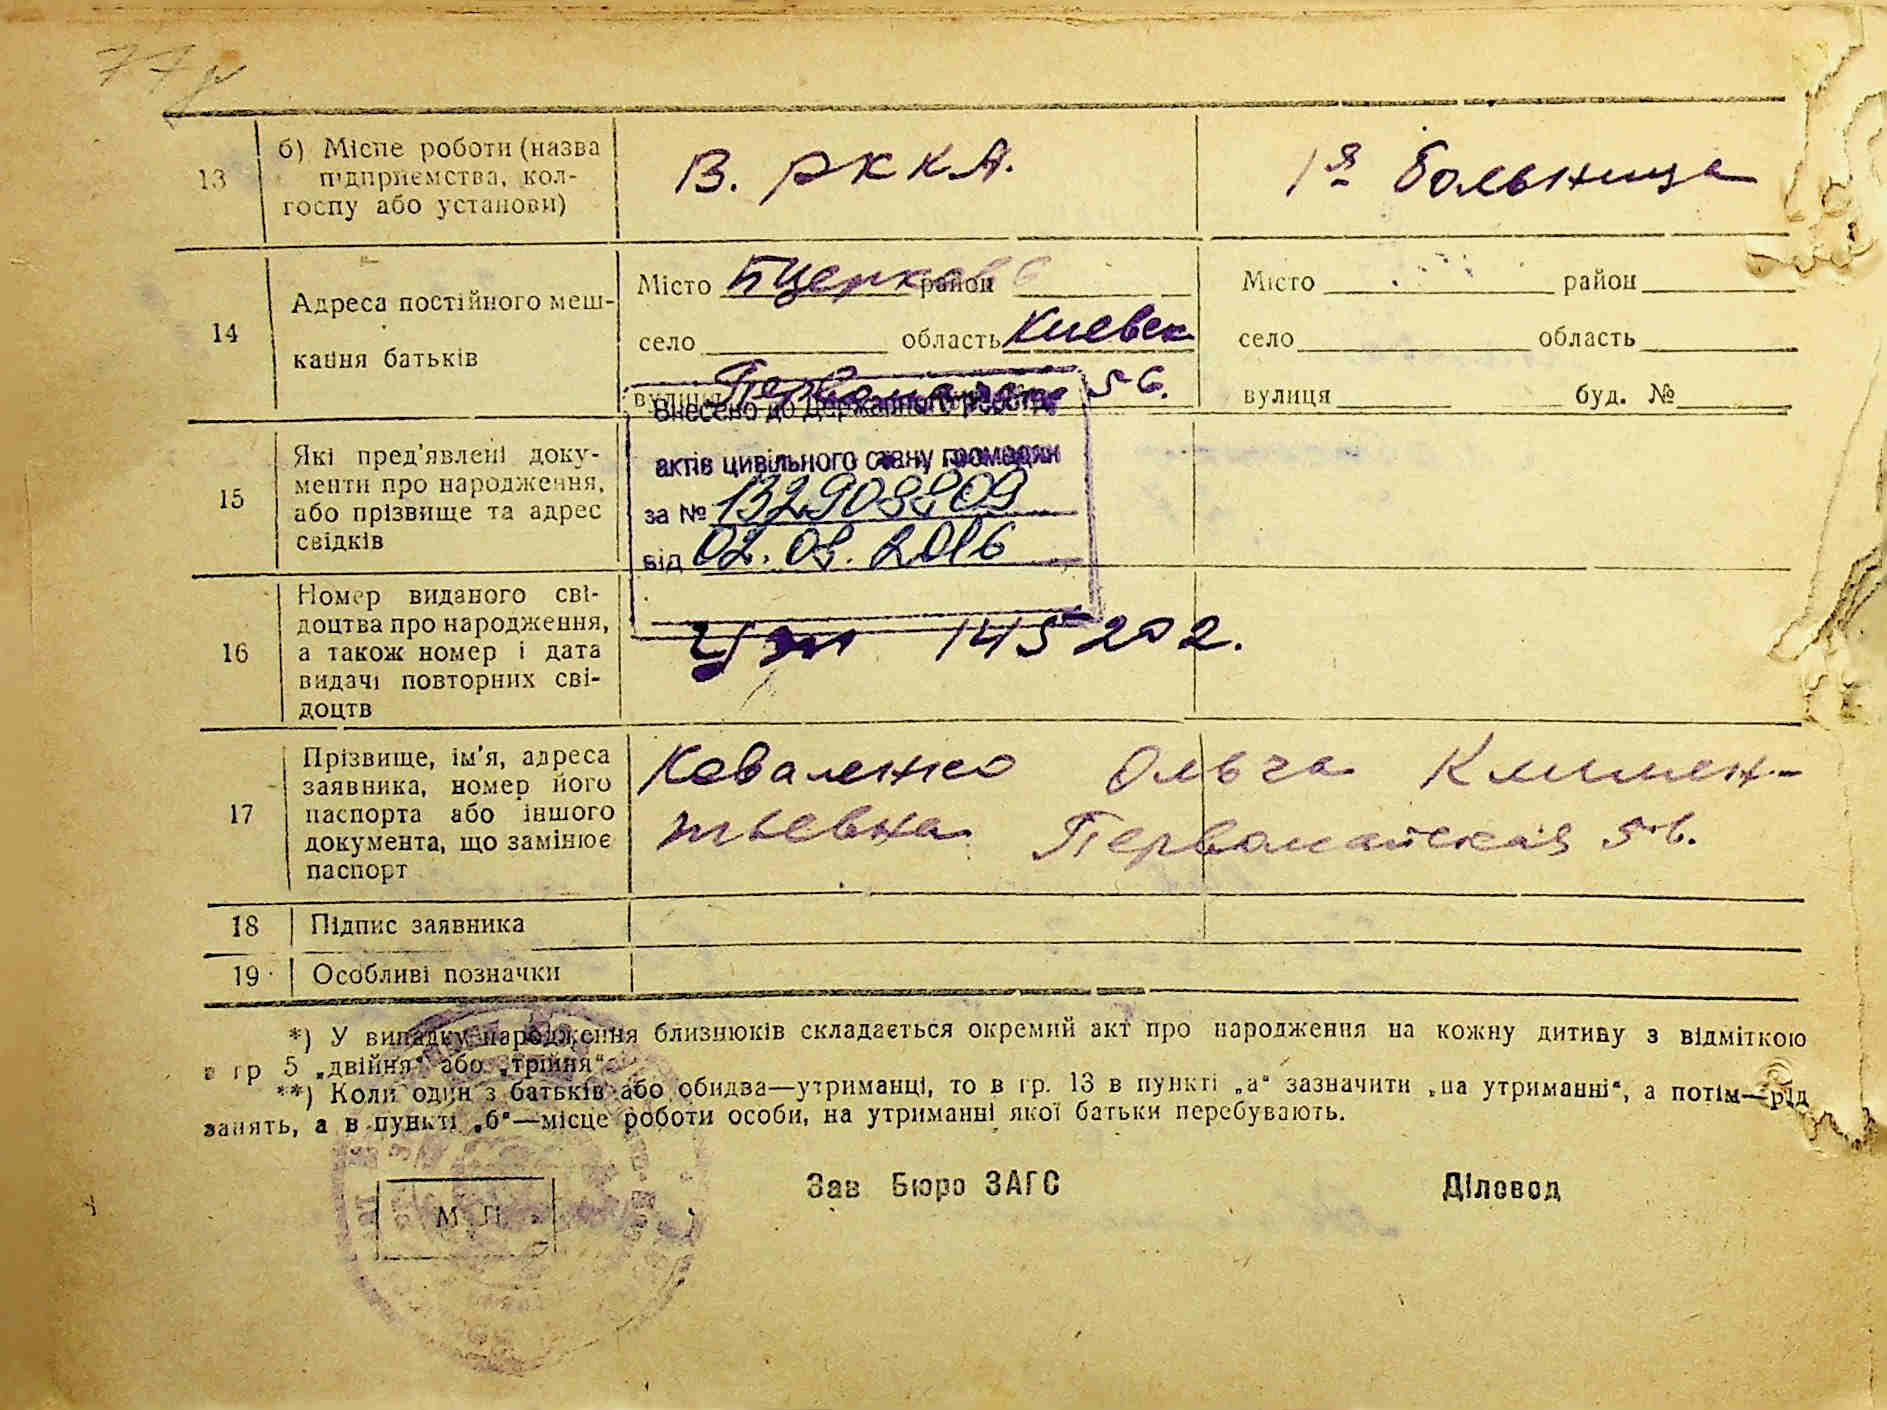 13
б) Місце роботи (назва
підприємства, кол-
госпу або установи)
В. РККА.
1я больница
14
Адреса постійного меш-
кання батьків
Місто Бцерковь район
село область Киевск
вулиця Первомайская 56.
Місто район
село область
вулиця буд. №
Внесено до Державного реєстру
актів цивільного стану громадян
за № 132908809
від 02.08.2016
15
Які пред'явлені доку-
менти про народження,
або прізвище та адрес
свідків
16
Номер виданого сві-
доцтва про народження,
а також номер і дата
видачі повторних сві-
доцтв
145202.
17
Прізвище, ім'я, адреса
заявника, номер його
паспорта або іншого
документа, що замінює
паспорт
Коваленко Ольга Климен-
тьевна Первомайская 56.
18 Підпис заявника
19 Особливі позначки
*) У випадку народження близнюків складається окремий акт про народження на кожну дитину з відміткою
в гр 5 „двійня“ або „трійня“
**) Коли один з батьків або обидва—утриманці, то в гр. 13 в пункті „а“ зазначити „на утриманні“, а потім—рід
занять, а в пункті „б“—місце роботи особи, на утриманні якої батьки перебувають.
Зав Бюро ЗАГС
Діловод
М. П.